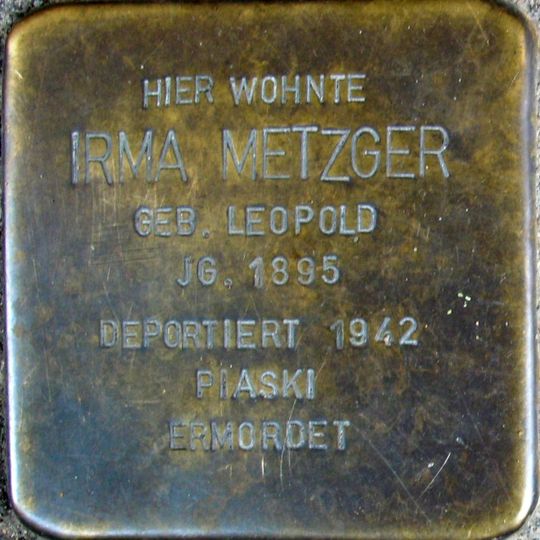 HIER WOHNTE
IRMA METZGER
GEB. LEOPOLD
JG. 1895
DEPORTIERT 1942
PIASKI
ERMORDET